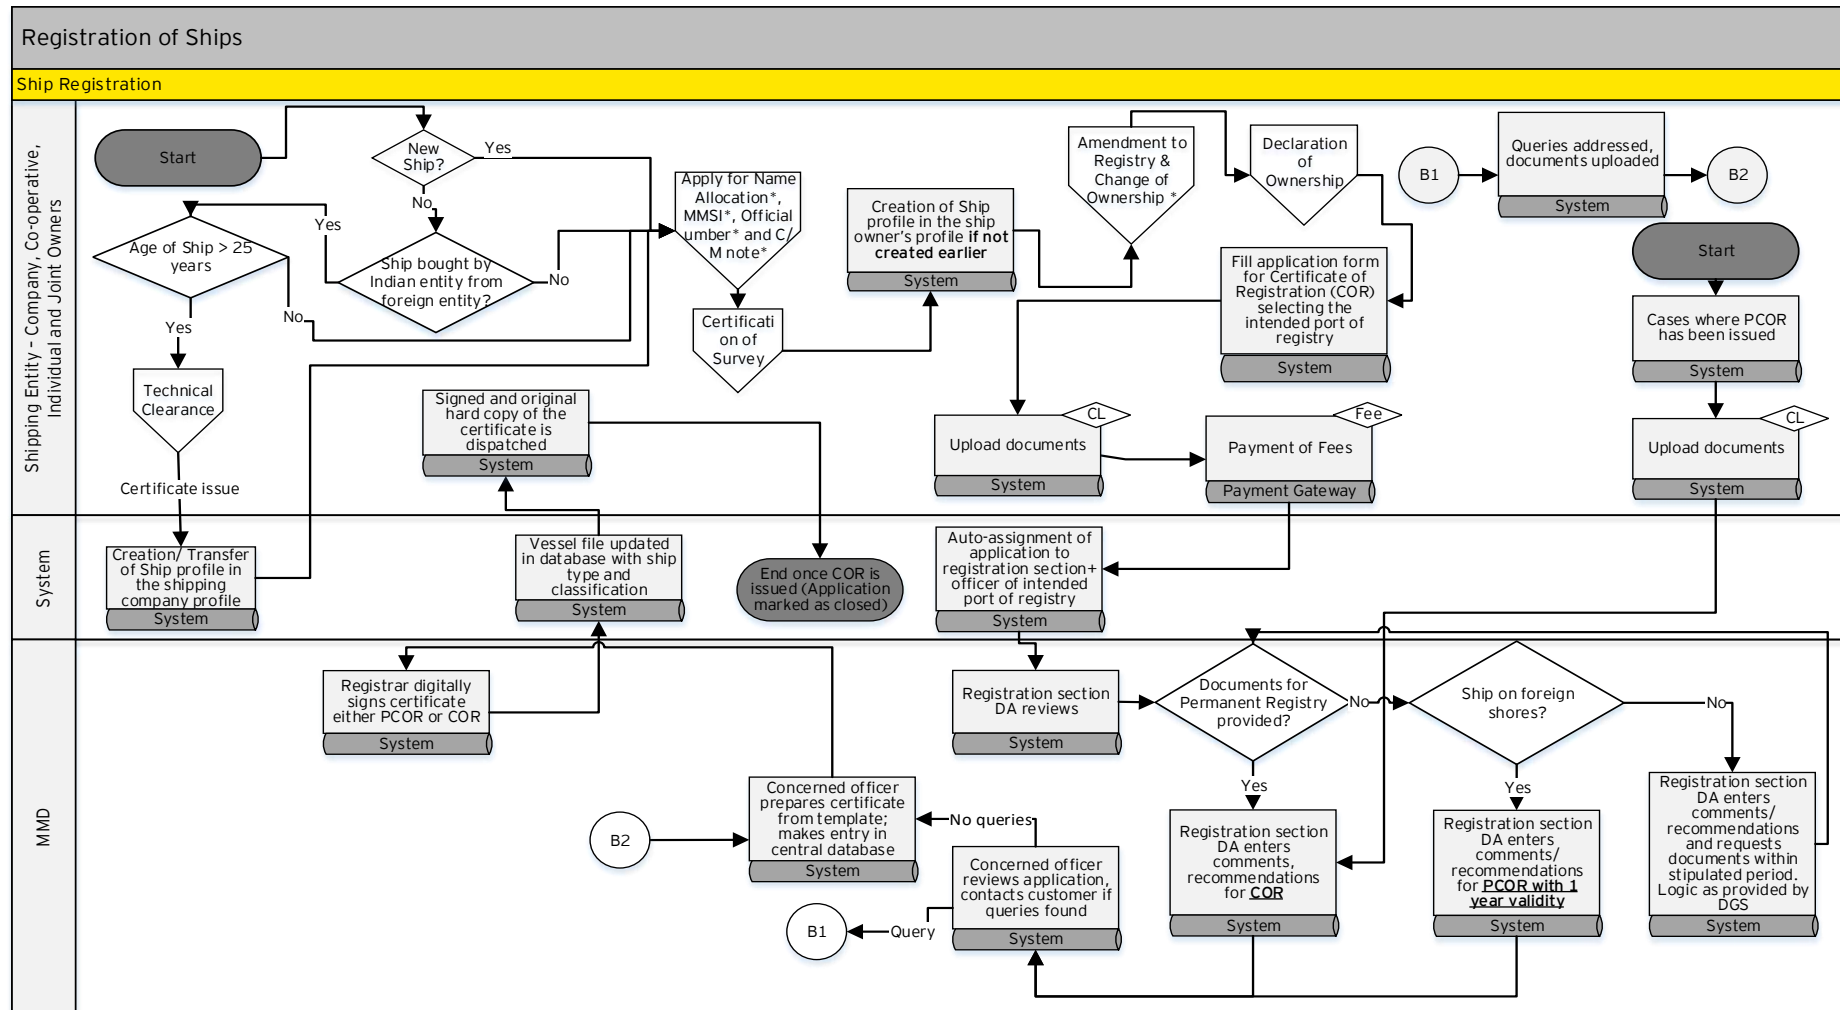 Registration of Ships
Ship Registration
Shipping Entity - Company, Co-operative,
Individual and Joint Owners
Start
New
Ship?
Yes
No
Ship bought by
Indian entity from
foreign entity?
Yes
No
Age of Ship > 25
years
No
Yes
Technical
Clearance
Certificate issue
Apply for Name
Allocation*,
MMSI*, Official
umber* and C/
M note*
Certificati
on of
Survey
Creation of Ship
profile in the ship
owner's profile if not
created earlier
System
Amendment to
Registry &
Change of
Ownership *
Declaration
of
Ownership
Fill application form
for Certificate of
Registration (COR)
selecting the
intended port of
registry
System
Upload documents
CL
System
Payment of Fees
Fee
Payment Gateway
B1
Queries addressed,
documents uploaded
System
B2
Start
Cases where PCOR
has been issued
System
Upload documents
CL
System
Signed and original
hard copy of the
certificate is
dispatched
System
System
Creation/ Transfer
of Ship profile in
the shipping
company profile
System
Vessel file updated
in database with ship
type and
classification
System
End once COR is
issued (Application
marked as closed)
Auto-assignment of
application to
registration section+
officer of intended
port of registry
System
MMD
Registrar digitally
signs certificate
either PCOR or COR
System
Registration section
DA reviews
System
Documents for
Permanent Registry
provided?
No
Yes
Ship on foreign
shores?
No
Yes
Registration section
DA enters
comments/
recommendations
and requests
documents within
stipulated period.
Logic as provided by
DGS
System
Registration section
DA enters
comments/
recommendations
for PCOR with 1
year validity
System
Registration section
DA enters
comments,
recommendations
for COR
System
Concerned officer
reviews application,
contacts customer if
queries found
System
No queries
Query
B1
B2
Concerned officer
prepares certificate
from template;
makes entry in
central database
System